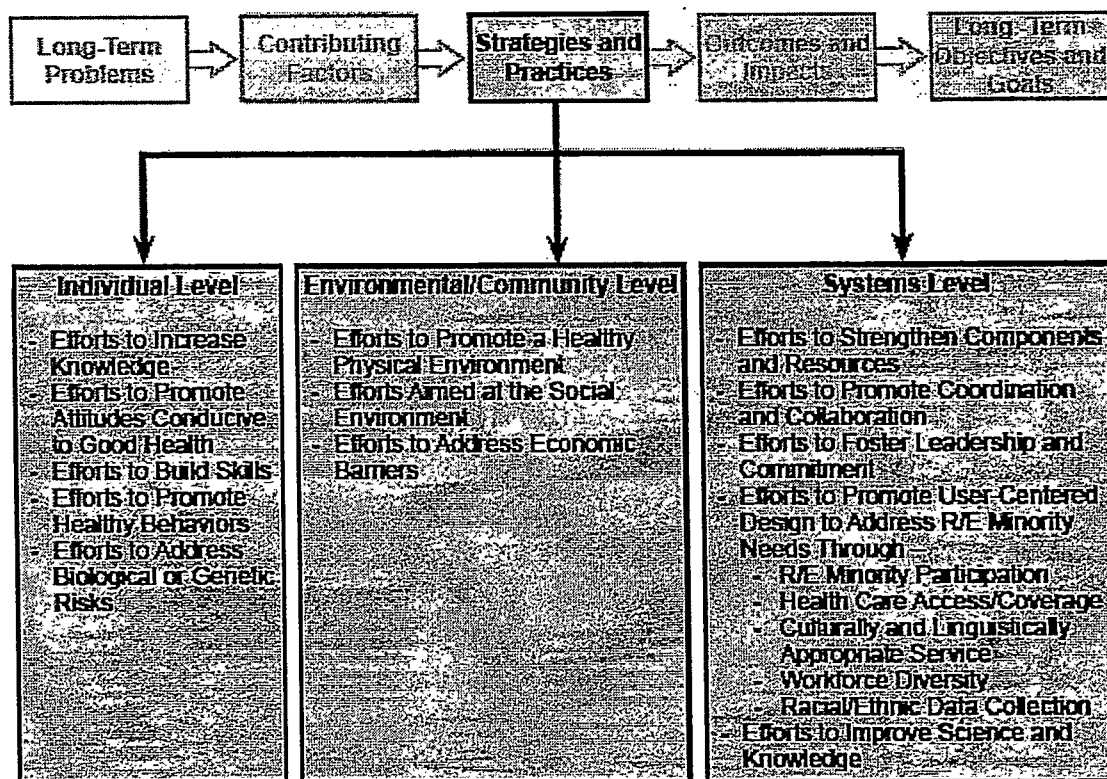 Long-Term
Problems
Contributing
Factors
Strategies and
Practices
Outcomes and
Impacts
Long-Term
Objectives and
Goals
Individual Level
- Efforts to Increase
Knowledge
- Efforts to Promote
Attitudes Conducive
to Good Health
- Efforts to Build Skills
- Efforts to Promote
Healthy Behaviors
- Efforts to Address
Biological or Genetic
Risks
Environmental/Community Level
- Efforts to Promote a Healthy
Physical Environment
- Efforts Aimed at the Social
Environment
- Efforts to Address Economic
Barriers
Systems Level
- Efforts to Strengthen Components
and Resources
- Efforts to Promote Coordination
and Collaboration
- Efforts to Foster Leadership and
Commitment
- Efforts to Promote User-Centered
Design to Address R/E Minority
Needs Through
- R/E Minority Participation
- Health Care Access/Coverage
- Culturally and Linguistically
Appropriate Service
- Workforce Diversity
- Racial/Ethnic Data Collection
- Efforts to Improve Science and
Knowledge